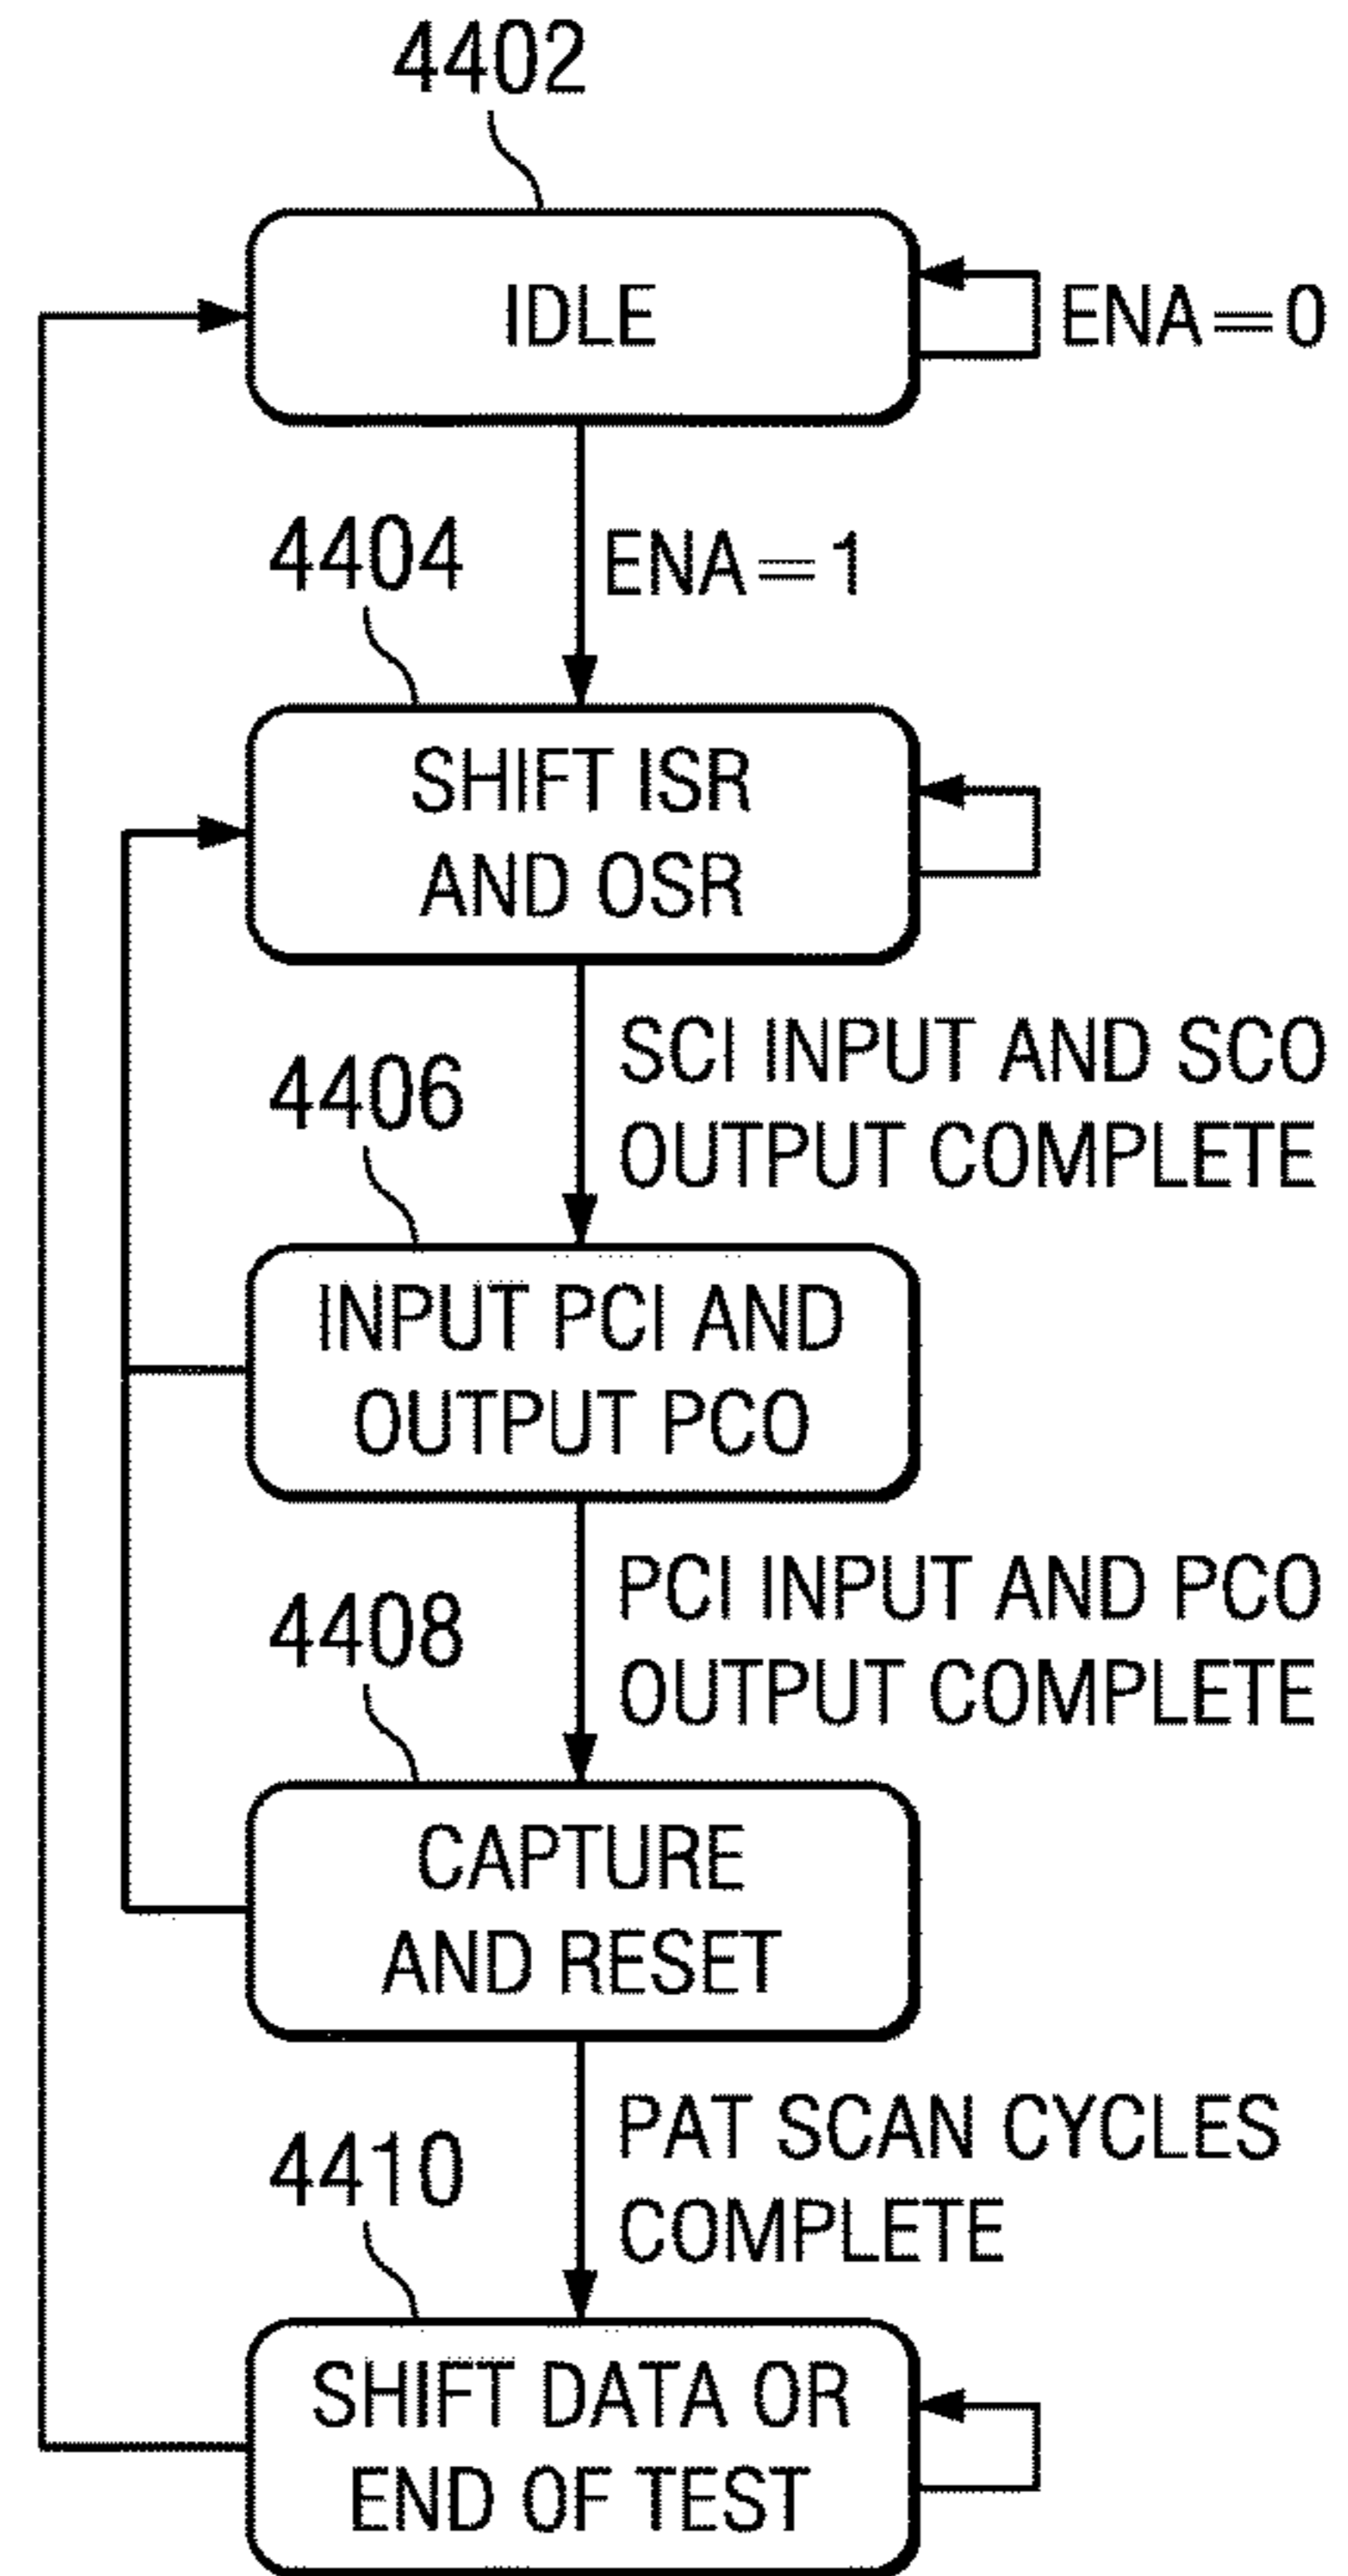 4402
IDLE
ENA=0
4404
ENA=1
SHIFT ISR
AND OSR
4406
SCI INPUT AND SCO
OUTPUT COMPLETE
INPUT PCI AND
OUTPUT PCO
4408
PCI INPUT AND PCO
OUTPUT COMPLETE
CAPTURE
AND RESET
4410
PAT SCAN CYCLES
COMPLETE
SHIFT DATA OR
END OF TEST